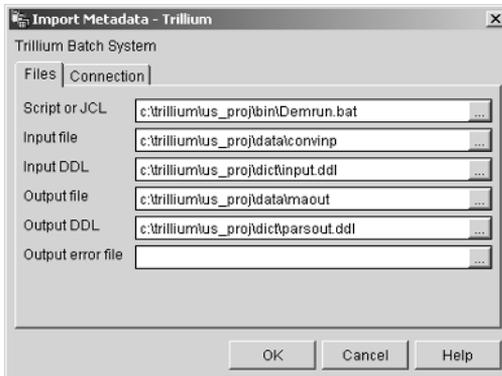 Import Metadata - Trillium
Trillium Batch System
Files Connection
Script or JCL c:\trillium\us_proj\bin\Demrun.bat ...
Input file c:\trillium\us_proj\data\convinp ...
Input DDL c:\trillium\us_proj\dict\input.ddl ...
Output file c:\trillium\us_proj\data\maout ...
Output DDL c:\trillium\us_proj\dict\parsout.ddl ...
Output error file ...
OK Cancel Help